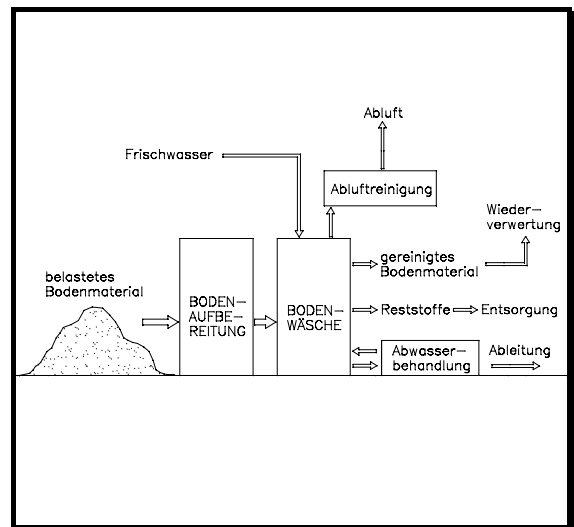 Abluft
Frischwasser
Abluftreinigung
Wieder-
verwertung
gereinigtes
Bodenmaterial
belastetes
Bodenmaterial
BODEN-
AUFBE-
REITUNG
BODEN-
WÄSCHE
Reststoffe
Entsorgung
Abwasser-
behandlung
Ableitung